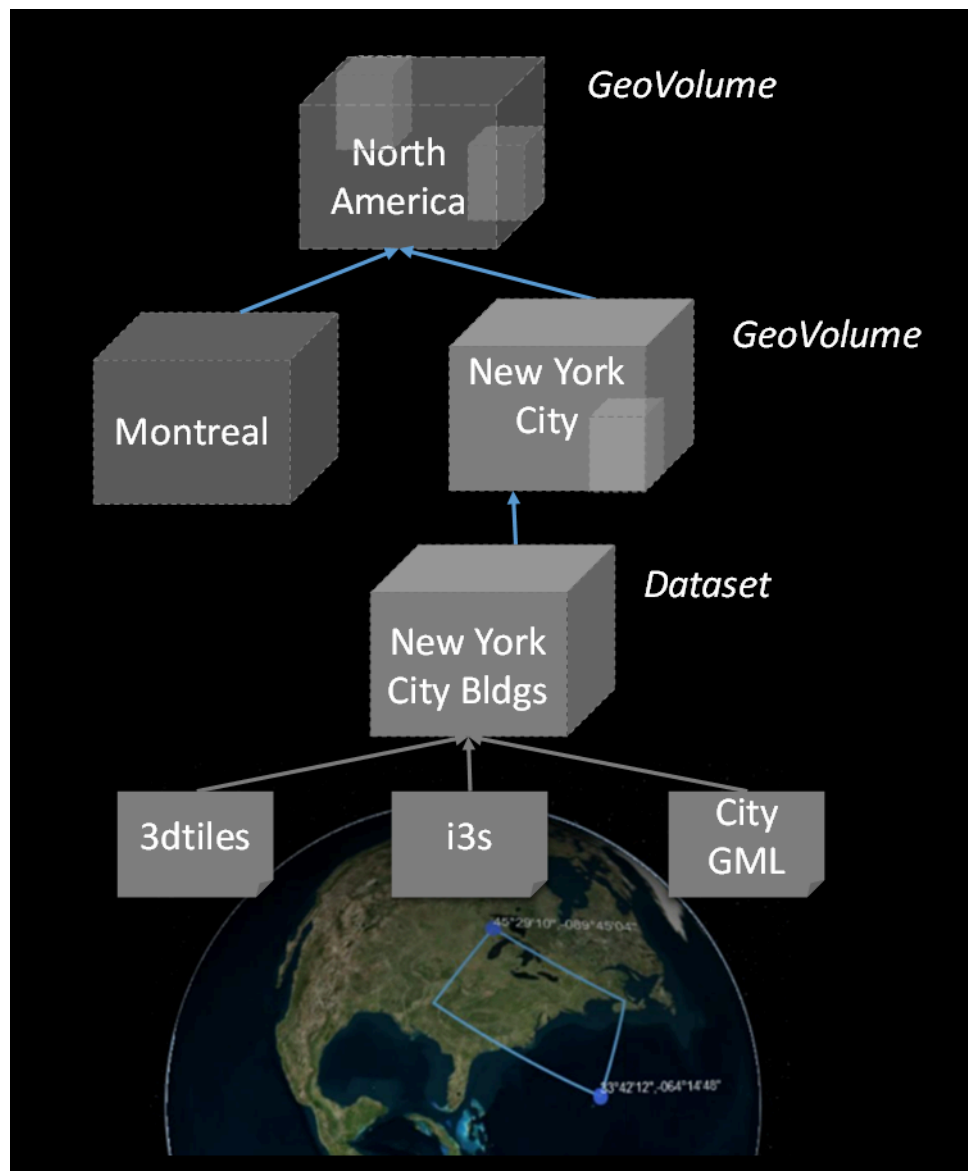 GeoVolume
North
America
GeoVolume
New York
City
Montreal
Dataset
New York
City Bldgs
3dtiles
i3s
City
GML
45°29'10",-089°45'04"
33°42'12",-064°14'48"